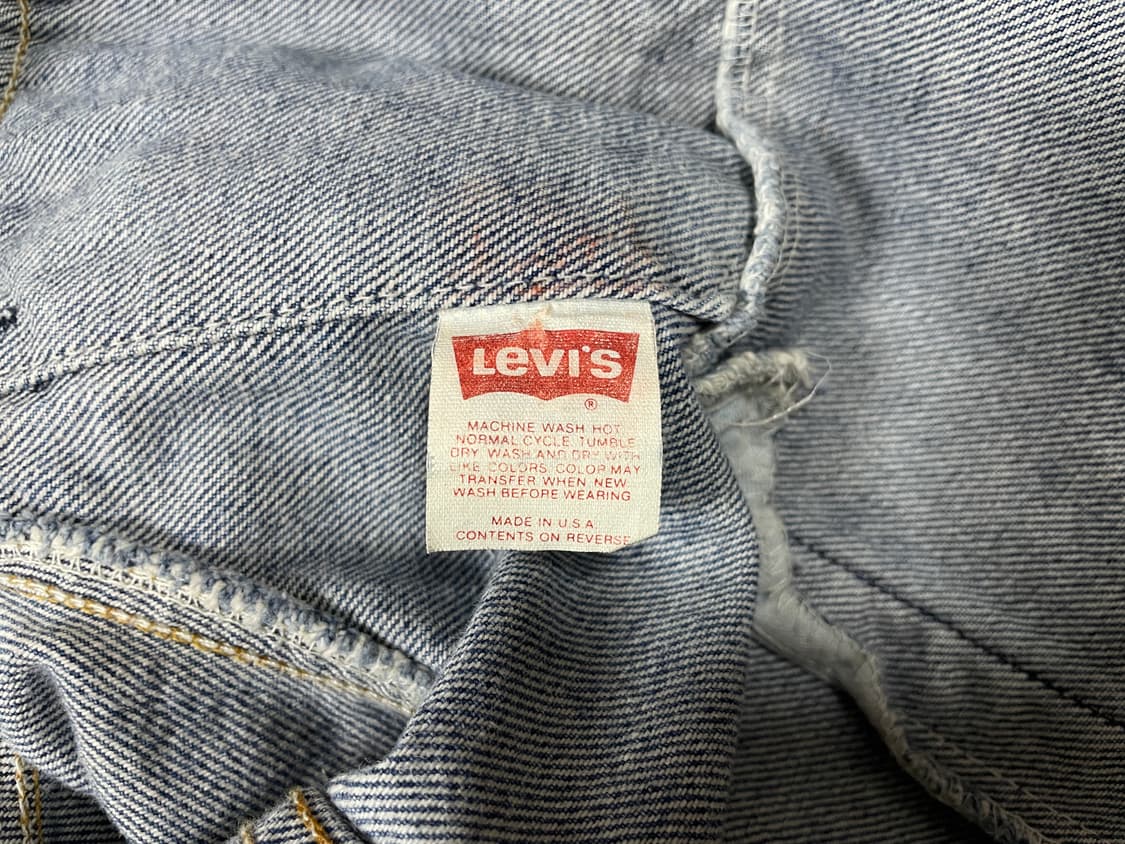 Levi's
®
MACHINE WASH HOT
NORMAL CYCLE TUMBLE
DRY WASH AND DRY WITH
LIKE COLORS COLOR MAY
TRANSFER WHEN NEW
WASH BEFORE WEARING
MADE IN U.S.A
CONTENTS ON REVERSE